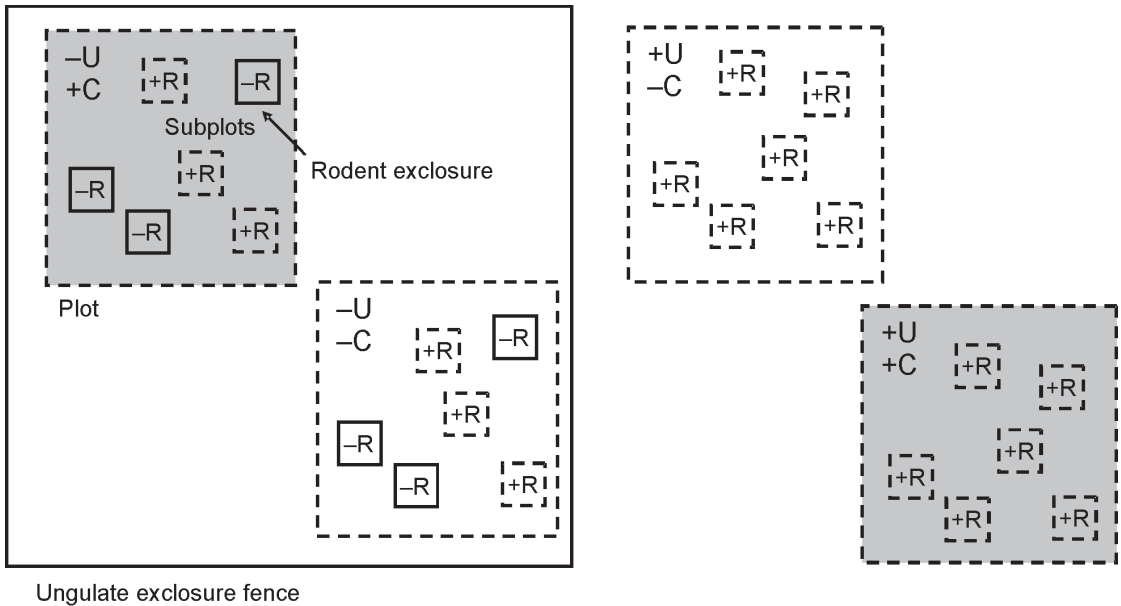 –U
+C
+R
–R
Subplots
Rodent exclosure
+R
–R
–R
+R
Plot
–U
–C
+R
–R
+R
–R
–R
+R
Ungulate exclosure fence
+U
–C
+R
+R
+R
+R
+R
+R
+U
+C
+R
+R
+R
+R
+R
+R